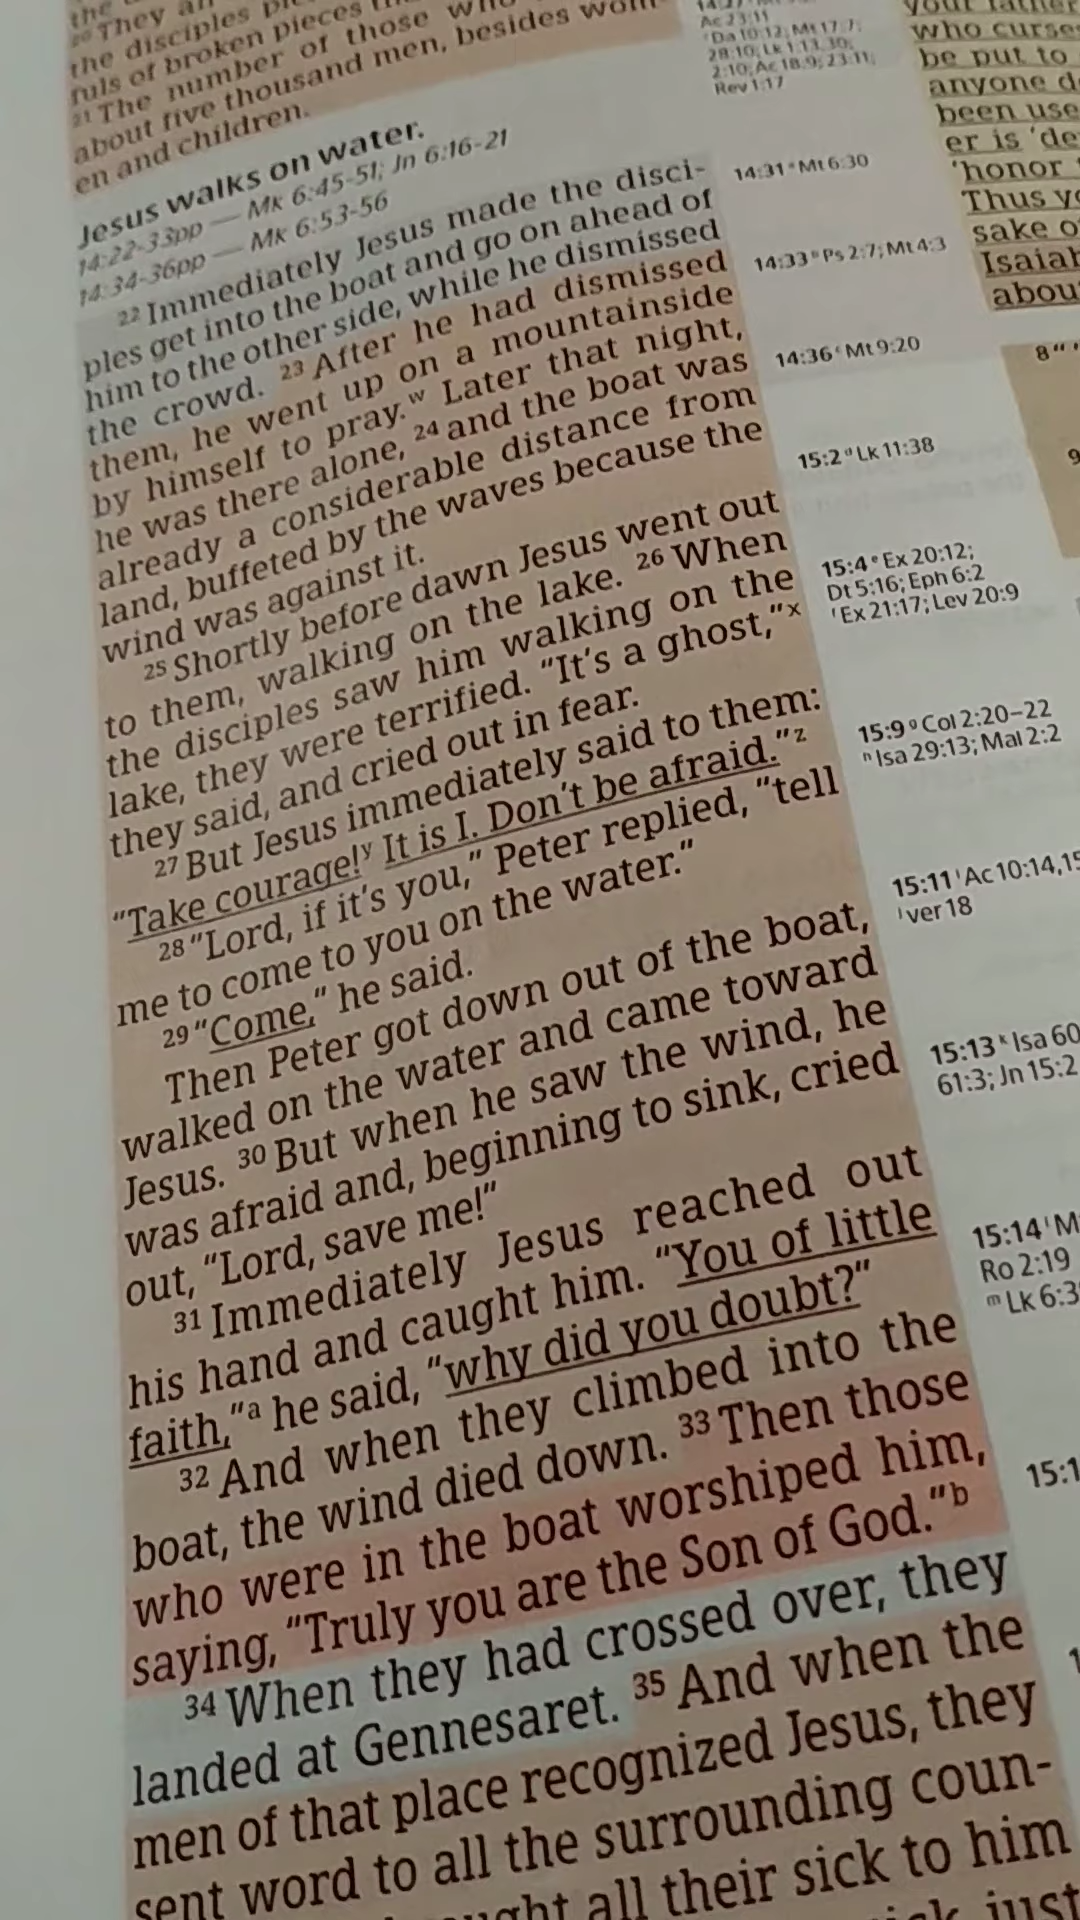 the
20 They all
the disciples
fuls of broken pieces
21 The number of those who
about five thousand men, besides wom-
en and children.
Jesus walks on water.
14:22-33pp — Mk 6:45-51; Jn 6:16-21
14:34-36pp — Mk 6:53-56
22 Immediately Jesus made the disci-
ples get into the boat and go on ahead of
him to the other side, while he dismissed
the crowd. 23 After he had dismissed
them, he went up on a mountainside
by himself to pray.w Later that night,
he was there alone, 24 and the boat was
already a considerable distance from
land, buffeted by the waves because the
wind was against it.
25 Shortly before dawn Jesus went out
to them, walking on the lake. 26 When
the disciples saw him walking on the
lake, they were terrified. "It's a ghost,"x
they said, and cried out in fear.
27 But Jesus immediately said to them:
"Take courage!y It is I. Don't be afraid."z
28 "Lord, if it's you," Peter replied, "tell
me to come to you on the water."
29 "Come," he said.
Then Peter got down out of the boat,
walked on the water and came toward
Jesus. 30 But when he saw the wind, he
was afraid and, beginning to sink, cried
out, "Lord, save me!"
31 Immediately Jesus reached out
his hand and caught him. "You of little
faith,"a he said, "why did you doubt?"
32 And when they climbed into the
boat, the wind died down. 33 Then those
who were in the boat worshiped him,
saying, "Truly you are the Son of God."b
34 When they had crossed over, they
landed at Gennesaret. 35 And when the
men of that place recognized Jesus, they
sent word to all the surrounding coun-
all their sick to him
just
Ac 23:11
Da 10:12; Mt 17:7;
28:10; Lk 1:13,30;
2:10; Ac 18:9; 23:11;
Rev 1:17
14:31 a Mt 6:30
14:33 b Ps 2:7; Mt 4:3
14:36 c Mt 9:20
15:2 d Lk 11:38
15:4 e Ex 20:12;
Dt 5:16; Eph 6:2
f Ex 21:17; Lev 20:9
15:9 g Col 2:20–22
h Isa 29:13; Mal 2:2
15:11 i Ac 10:14,15
j ver 18
15:13 k Isa 60
61:3; Jn 15:2
15:14 l M
Ro 2:19
m Lk 6:3
15:1
your father
who curse
be put to
anyone de
been use
er is 'de
'honor
Thus yo
sake o
Isaiah
abou
8 "'
9